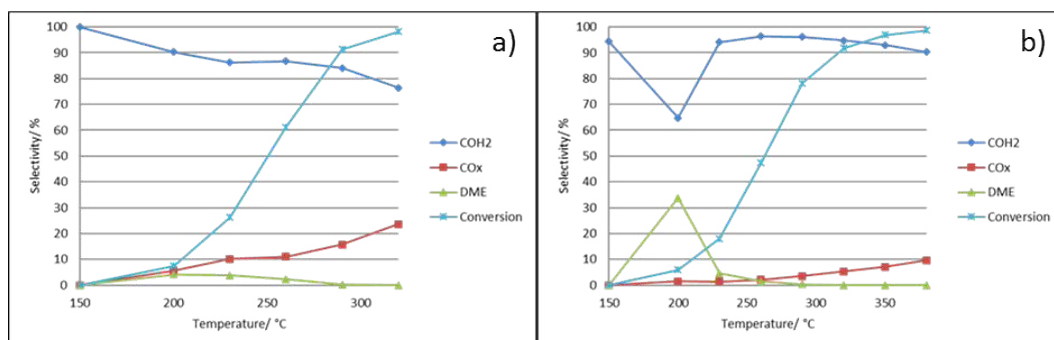 a)
100
90
80
70
60
50
40
30
20
10
0
Selectivity/ %
150 200 250 300
Temperature/ °C
COH2
COx
DME
Conversion
b)
100
90
80
70
60
50
40
30
20
10
0
Selectivity/ %
150 200 250 300 350
Temperature/ °C
COH2
COx
DME
Conversion